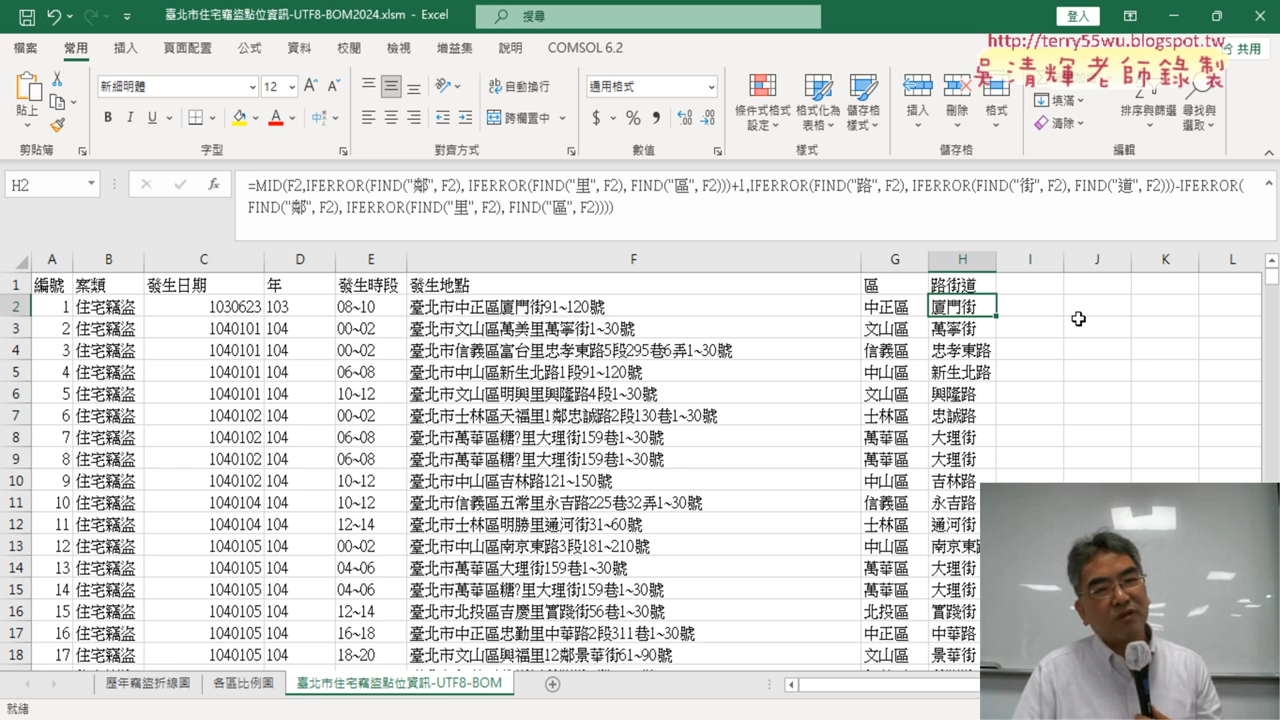 臺北市住宅竊盜點位資訊-UTF8-BOM2024.xlsm - Excel
搜尋
登入
檔案 常用 插入 頁面配置 公式 資料 校閱 檢視 增益集 說明 COMSOL 6.2
共用
http://terry55wu.blogspot.tw
吳清輝老師錄製
新細明體 12 自動換行 通用格式
貼上 B I U 跨欄置中 $ % 條件式格式設定 格式化為表格 儲存格樣式 插入 刪除 格式 填滿 清除 排序與篩選 尋找與選取
剪貼簿 字型 對齊方式 數值 樣式 儲存格 編輯
H2
=MID(F2,IFERROR(FIND("鄰", F2), IFERROR(FIND("里", F2), FIND("區", F2)))+1,IFERROR(FIND("路", F2), IFERROR(FIND("街", F2), FIND("道", F2)))-IFERROR(
FIND("鄰", F2), IFERROR(FIND("里", F2), FIND("區", F2))))
A B C D E F G H I J K L
1 編號 案類 發生日期 年 發生時段 發生地點 區 路街道
2 1 住宅竊盜 1030623 103 08~10 臺北市中正區廈門街91~120號 中正區 廈門街
3 2 住宅竊盜 1040101 104 00~02 臺北市文山區萬美里萬寧街1~30號 文山區 萬寧街
4 3 住宅竊盜 1040101 104 00~02 臺北市信義區富台里忠孝東路5段295巷6弄1~30號 信義區 忠孝東路
5 4 住宅竊盜 1040101 104 06~08 臺北市中山區新生北路1段91~120號 中山區 新生北路
6 5 住宅竊盜 1040101 104 10~12 臺北市文山區明興里興隆路4段1~30號 文山區 興隆路
7 6 住宅竊盜 1040102 104 00~02 臺北市士林區天福里1鄰忠誠路2段130巷1~30號 士林區 忠誠路
8 7 住宅竊盜 1040102 104 06~08 臺北市萬華區糖?里大理街159巷1~30號 萬華區 大理街
9 8 住宅竊盜 1040102 104 06~08 臺北市萬華區糖?里大理街159巷1~30號 萬華區 大理街
10 9 住宅竊盜 1040102 104 10~12 臺北市中山區吉林路121~150號 中山區 吉林路
11 10 住宅竊盜 1040104 104 10~12 臺北市信義區五常里永吉路225巷32弄1~30號 信義區 永吉路
12 11 住宅竊盜 1040104 104 12~14 臺北市士林區明勝里通河街31~60號 士林區 通河街
13 12 住宅竊盜 1040105 104 00~02 臺北市中山區南京東路3段181~210號 中山區 南京東
14 13 住宅竊盜 1040105 104 04~06 臺北市萬華區大理街159巷1~30號 萬華區 大理街
15 14 住宅竊盜 1040105 104 04~06 臺北市萬華區糖?里大理街159巷1~30號 萬華區 大理街
16 15 住宅竊盜 1040105 104 12~14 臺北市北投區吉慶里實踐街56巷1~30號 北投區 實踐街
17 16 住宅竊盜 1040105 104 16~18 臺北市中正區忠勤里中華路2段311巷1~30號 中正區 中華路
18 17 住宅竊盜 1040105 104 18~20 臺北市文山區興福里12鄰景華街61~90號 文山區 景華街
歷年竊盜折線圖 各區比例圖 臺北市住宅竊盜點位資訊-UTF8-BOM
就緒